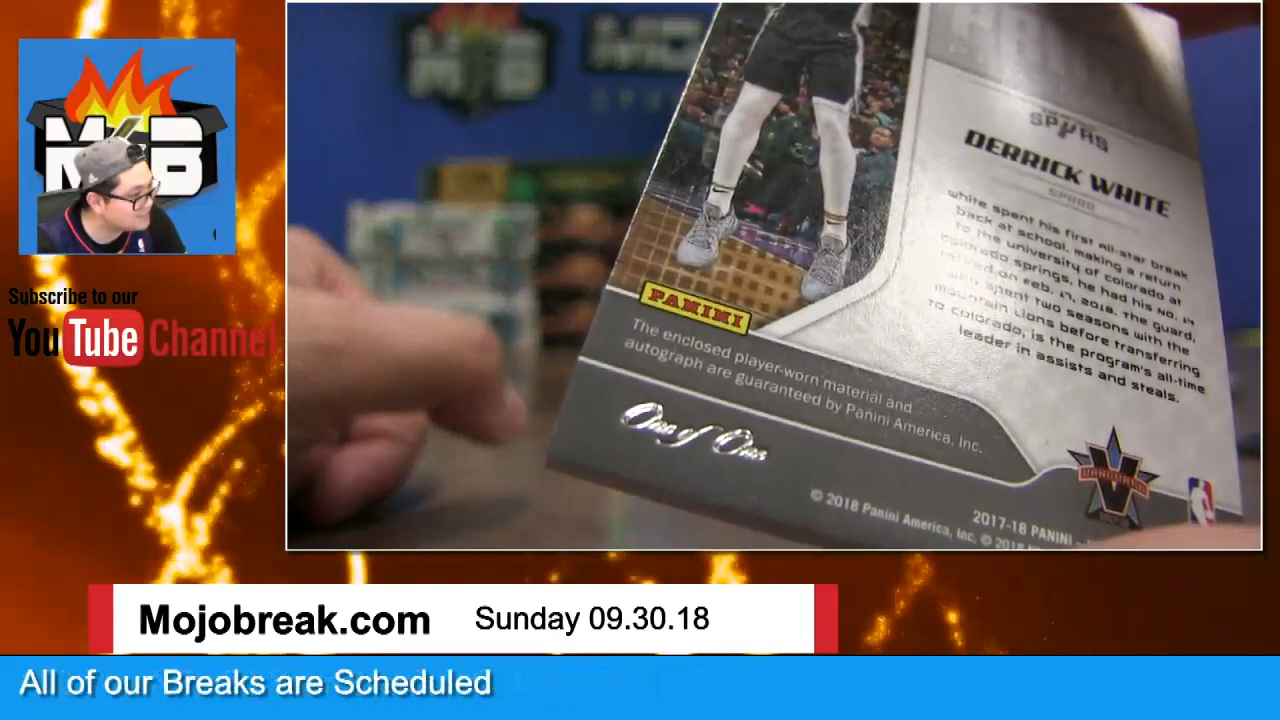 M B
Subscribe to our
YouTube Channel
SPURS
DERRICK WHITE
SPURS
white spent his first all-star break
back at school, making a return
to the university of colorado at
colorado springs. he had his no. 14
retired on feb. 17, 2018. the guard,
who spent two seasons with the
mountain Lions before transferring
to colorado, is the program's all-time
leader in assists and steals.
PANINI
The enclosed player-worn material and
autograph are guaranteed by Panini America, Inc.
One of One
VANGUARD
2017-18 PANINI -
© 2018 Panini America, Inc. © 2018
Mojobreak.com Sunday 09.30.18
All of our Breaks are Scheduled